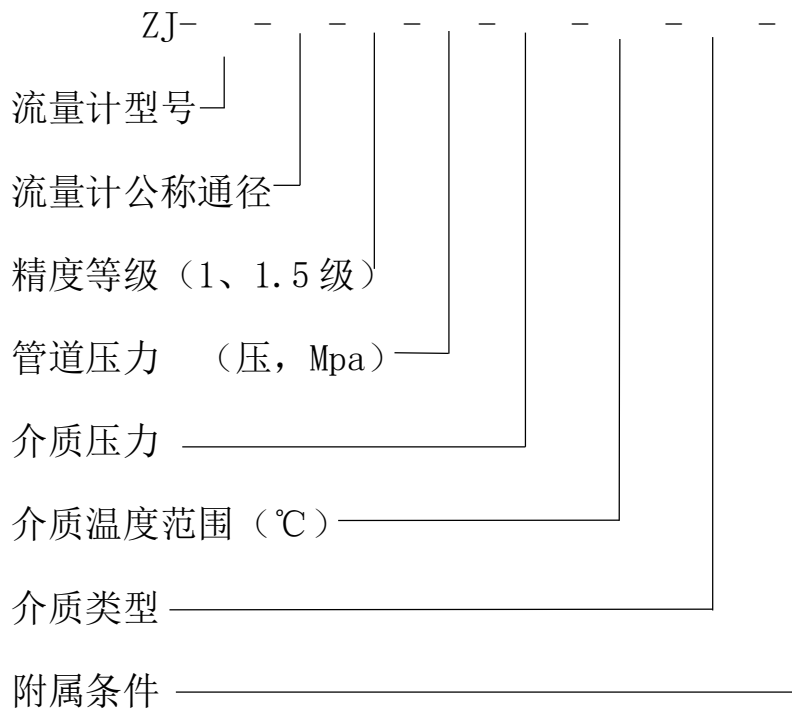 ZJ- - - - - - - -
流量计型号
流量计公称通径
精度等级（1、1.5级）
管道压力 （压，Mpa）
介质压力
介质温度范围（℃）
介质类型
附属条件